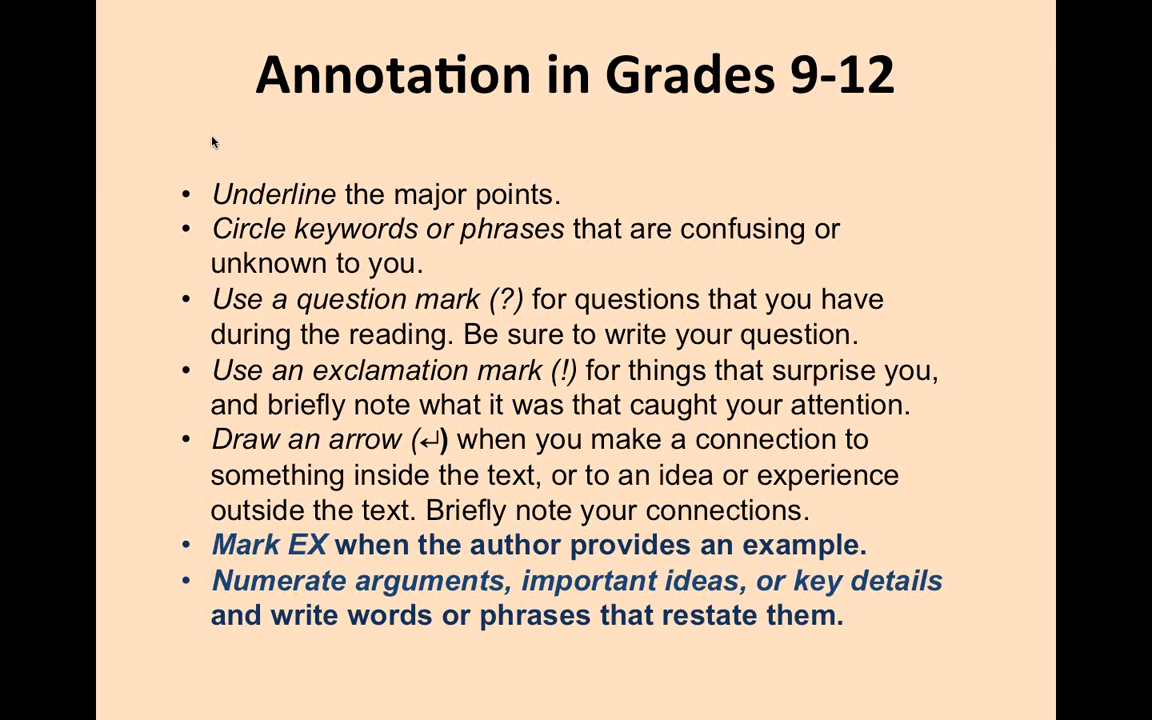 Annotation in Grades 9-12
• Underline the major points.
• Circle keywords or phrases that are confusing or
unknown to you.
• Use a question mark (?) for questions that you have
during the reading. Be sure to write your question.
• Use an exclamation mark (!) for things that surprise you,
and briefly note what it was that caught your attention.
• Draw an arrow (↵) when you make a connection to
something inside the text, or to an idea or experience
outside the text. Briefly note your connections.
• Mark EX when the author provides an example.
• Numerate arguments, important ideas, or key details
and write words or phrases that restate them.